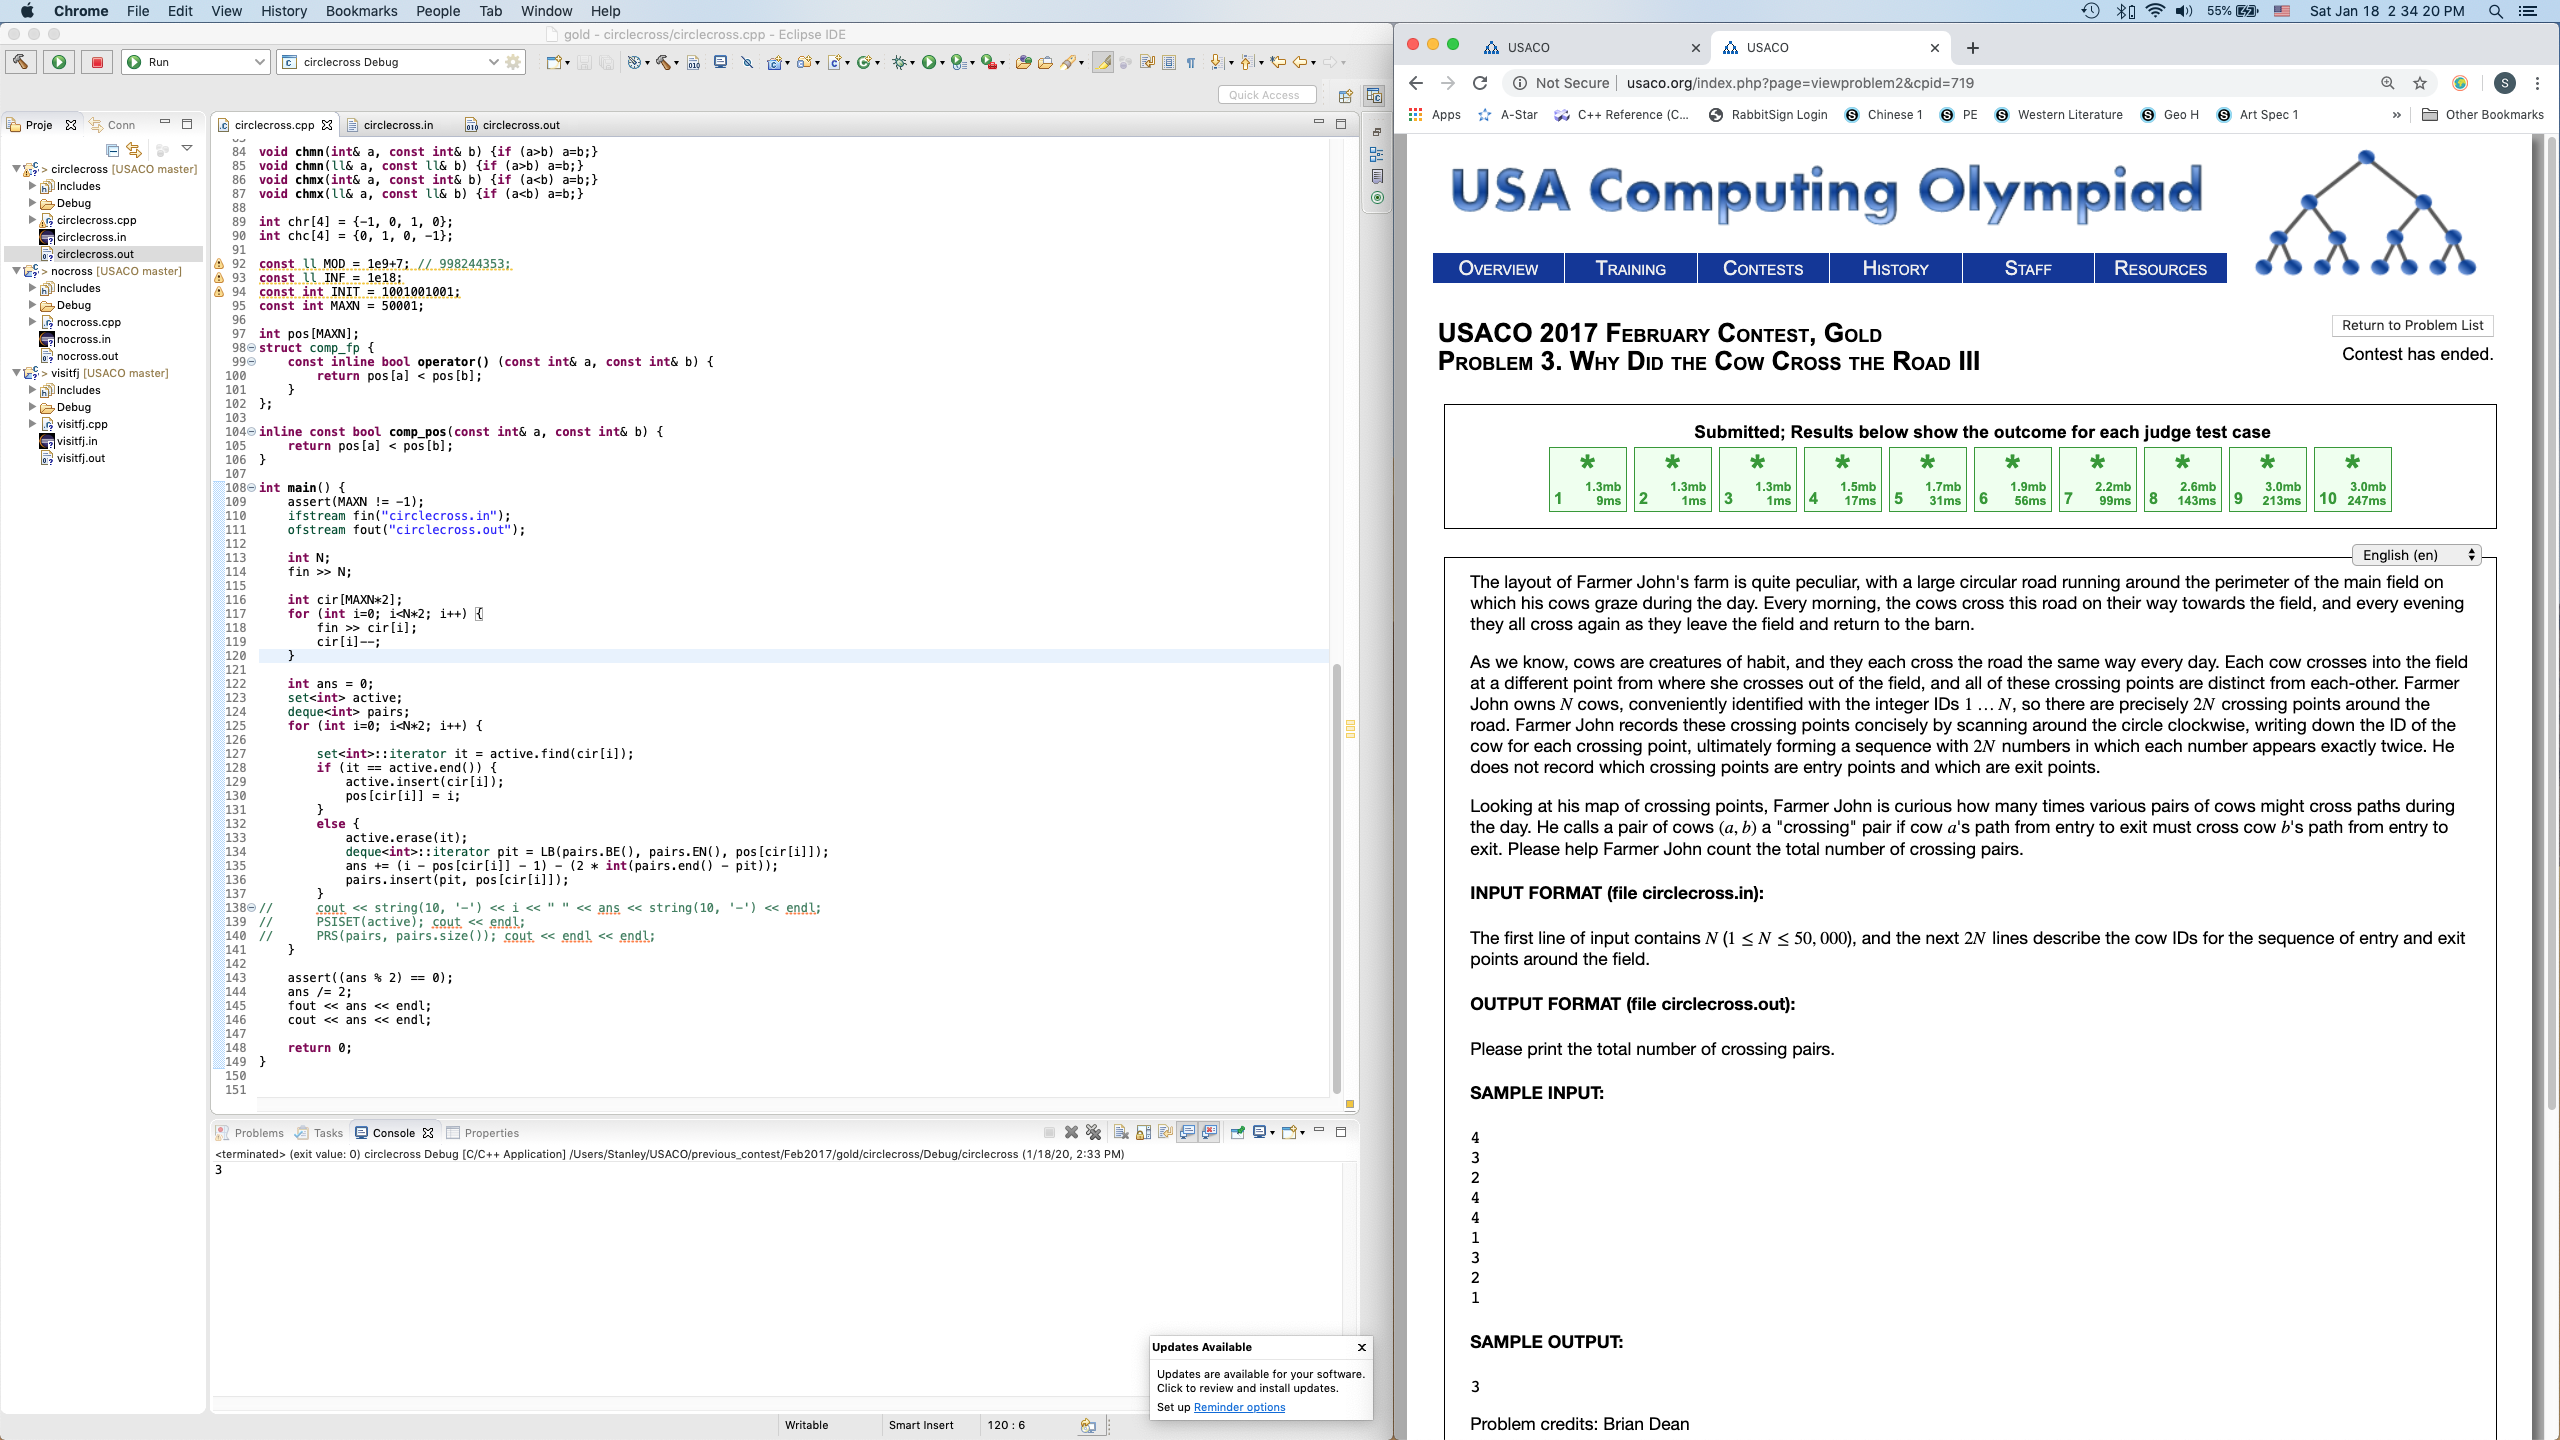 Chrome File Edit View History Bookmarks People Tab Window Help
55% Sat Jan 18 2 34 20 PM
gold - circlecross/circlecross.cpp - Eclipse IDE
Run
circlecross Debug
Quick Access
Proje
Conn
circlecross [USACO master]
Includes
Debug
circlecross.cpp
circlecross.in
circlecross.out
nocross [USACO master]
Includes
Debug
nocross.cpp
nocross.in
nocross.out
visitfj [USACO master]
Includes
Debug
visitfj.cpp
visitfj.in
visitfj.out
circlecross.cpp circlecross.in circlecross.out
84 void chmn(int& a, const int& b) {if (a>b) a=b;}
85 void chmn(ll& a, const ll& b) {if (a>b) a=b;}
86 void chmx(int& a, const int& b) {if (a<b) a=b;}
87 void chmx(ll& a, const ll& b) {if (a<b) a=b;}
88
89 int chr[4] = {-1, 0, 1, 0};
90 int chc[4] = {0, 1, 0, -1};
91
92 const ll MOD = 1e9+7; // 998244353;
93 const ll INF = 1e18;
94 const int INIT = 1001001001;
95 const int MAXN = 50001;
96
97 int pos[MAXN];
98 struct comp_fp {
99     const inline bool operator() (const int& a, const int& b) {
100         return pos[a] < pos[b];
101     }
102 };
103
104 inline const bool comp_pos(const int& a, const int& b) {
105     return pos[a] < pos[b];
106 }
107
108 int main() {
109     assert(MAXN != -1);
110     ifstream fin("circlecross.in");
111     ofstream fout("circlecross.out");
112
113     int N;
114     fin >> N;
115
116     int cir[MAXN*2];
117     for (int i=0; i<N*2; i++) {
118         fin >> cir[i];
119         cir[i]--;
120     }
121
122     int ans = 0;
123     set<int> active;
124     deque<int> pairs;
125     for (int i=0; i<N*2; i++) {
126
127         set<int>::iterator it = active.find(cir[i]);
128         if (it == active.end()) {
129             active.insert(cir[i]);
130             pos[cir[i]] = i;
131         }
132         else {
133             active.erase(it);
134             deque<int>::iterator pit = LB(pairs.BE(), pairs.EN(), pos[cir[i]]);
135             ans += (i - pos[cir[i]] - 1) - (2 * int(pairs.end() - pit));
136             pairs.insert(pit, pos[cir[i]]);
137         }
138 //      cout << string(10, '-') << i << " " << ans << string(10, '-') << endl;
139 //      PSISET(active); cout << endl;
140 //      PRS(pairs, pairs.size()); cout << endl << endl;
141     }
142
143     assert((ans % 2) == 0);
144     ans /= 2;
145     fout << ans << endl;
146     cout << ans << endl;
147
148     return 0;
149 }
150
151
Problems Tasks Console Properties
<terminated> (exit value: 0) circlecross Debug [C/C++ Application] /Users/Stanley/USACO/previous_contest/Feb2017/gold/circlecross/Debug/circlecross (1/18/20, 2:33 PM)
3
Updates Available x
Updates are available for your software.
Click to review and install updates.
Set up Reminder options
Writable Smart Insert 120 : 6
USACO
USACO
Not Secure | usaco.org/index.php?page=viewproblem2&cpid=719
S
Apps A-Star C++ Reference (C... RabbitSign Login Chinese 1 PE Western Literature Geo H Art Spec 1 » Other Bookmarks
USA Computing Olympiad
OVERVIEW TRAINING CONTESTS HISTORY STAFF RESOURCES
USACO 2017 FEBRUARY CONTEST, GOLD
PROBLEM 3. WHY DID THE COW CROSS THE ROAD III
Return to Problem List
Contest has ended.
Submitted; Results below show the outcome for each judge test case
* * * * * * * * * *
1.3mb 1.3mb 1.3mb 1.5mb 1.7mb 1.9mb 2.2mb 2.6mb 3.0mb 3.0mb
1 9ms 2 1ms 3 1ms 4 17ms 5 31ms 6 56ms 7 99ms 8 143ms 9 213ms 10 247ms
English (en)
The layout of Farmer John's farm is quite peculiar, with a large circular road running around the perimeter of the main field on
which his cows graze during the day. Every morning, the cows cross this road on their way towards the field, and every evening
they all cross again as they leave the field and return to the barn.
As we know, cows are creatures of habit, and they each cross the road the same way every day. Each cow crosses into the field
at a different point from where she crosses out of the field, and all of these crossing points are distinct from each-other. Farmer
John owns N cows, conveniently identified with the integer IDs 1 … N, so there are precisely 2N crossing points around the
road. Farmer John records these crossing points concisely by scanning around the circle clockwise, writing down the ID of the
cow for each crossing point, ultimately forming a sequence with 2N numbers in which each number appears exactly twice. He
does not record which crossing points are entry points and which are exit points.
Looking at his map of crossing points, Farmer John is curious how many times various pairs of cows might cross paths during
the day. He calls a pair of cows (a, b) a "crossing" pair if cow a's path from entry to exit must cross cow b's path from entry to
exit. Please help Farmer John count the total number of crossing pairs.
INPUT FORMAT (file circlecross.in):
The first line of input contains N (1 ≤ N ≤ 50, 000), and the next 2N lines describe the cow IDs for the sequence of entry and exit
points around the field.
OUTPUT FORMAT (file circlecross.out):
Please print the total number of crossing pairs.
SAMPLE INPUT:
4
3
2
4
4
1
3
2
1
SAMPLE OUTPUT:
3
Problem credits: Brian Dean